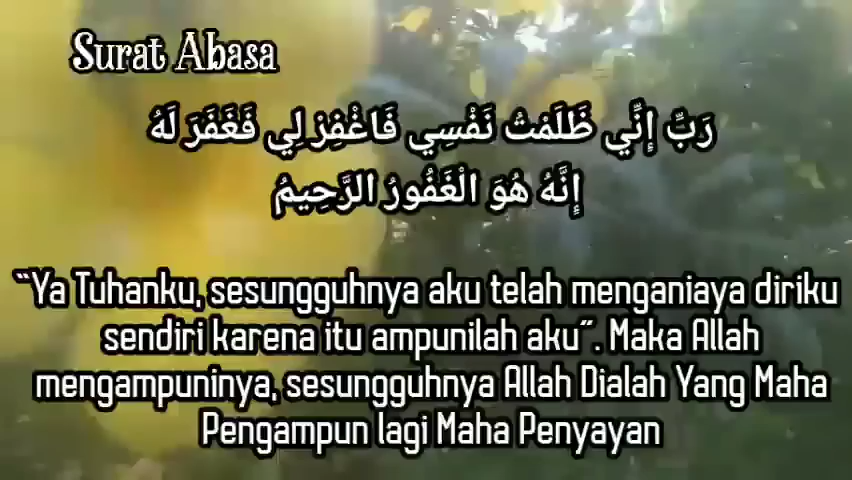 Surat Abasa
رَبِّ إِنِّي ظَلَمْتُ نَفْسِي فَاغْفِرْ لِي فَغَفَرَ لَهُ
إِنَّهُ هُوَ الْغَفُورُ الرَّحِيمُ
“Ya Tuhanku, sesungguhnya aku telah menganiaya diriku
sendiri karena itu ampunilah aku”. Maka Allah
mengampuninya, sesungguhnya Allah Dialah Yang Maha
Pengampun lagi Maha Penyayan